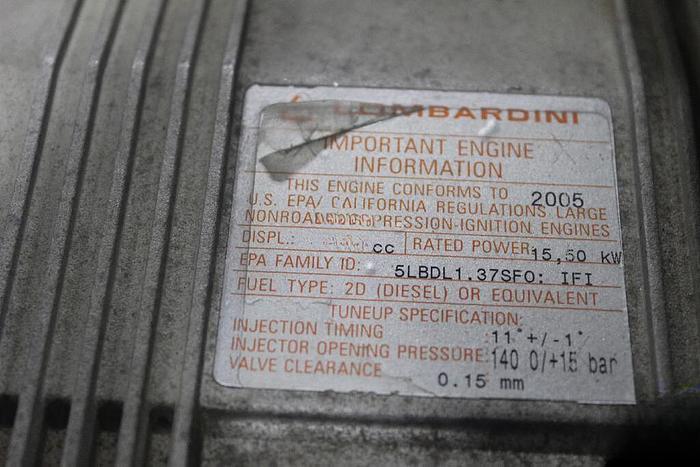 LOMBARDINI
IMPORTANT ENGINE
INFORMATION
THIS ENGINE CONFORMS TO 2005
U.S. EPA/ CALIFORNIA REGULATIONS LARGE
NONROAD COMPRESSION-IGNITION ENGINES
DISPL.: cc RATED POWER 15,50 KW
EPA FAMILY ID: 5LBDL1.37SF0; IFI
FUEL TYPE: 2D (DIESEL) OR EQUIVALENT
TUNEUP SPECIFICATION:
INJECTION TIMING :11°+/-1°
INJECTOR OPENING PRESSURE: 140 0/+15 bar
VALVE CLEARANCE 0.15 mm